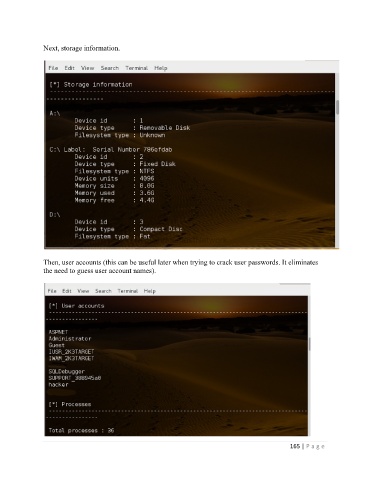 Next, storage information.
File Edit View Search Terminal Help
[*] Storage information
A:\
Device id : 1
Device type : Removable Disk
Filesystem type : Unknown
C:\ Label: Serial Number 786efdab
Device id : 2
Device type : Fixed Disk
Filesystem type : NTFS
Device units : 4096
Memory size : 8.0G
Memory used : 3.6G
Memory free : 4.4G
D:\
Device id : 3
Device type : Compact Disc
Filesystem type : Fat
Then, user accounts (this can be useful later when trying to crack user passwords. It eliminates
the need to guess user account names).
File Edit View Search Terminal Help
[*] User accounts
ASPNET
Administrator
Guest
IUSR_2K3TARGET
IWAM_2K3TARGET
SQLDebugger
SUPPORT_388945a0
hacker
[*] Processes
Total processes : 36
165 | Page